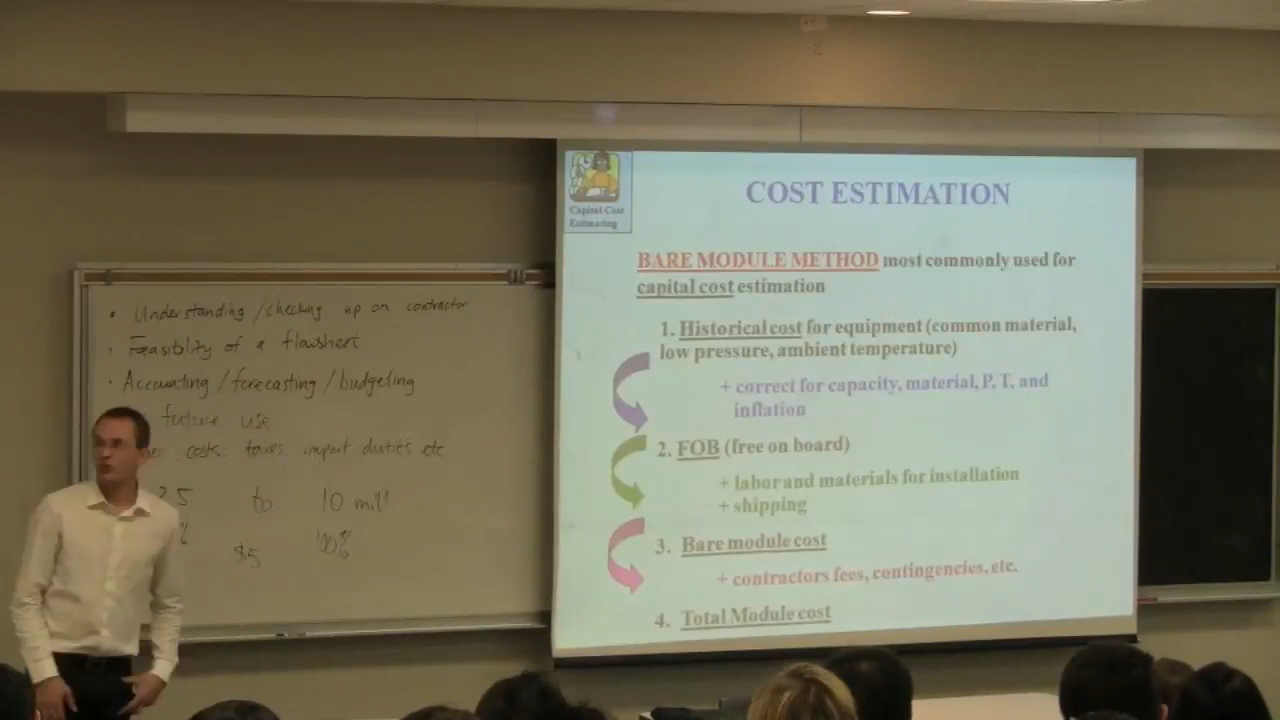 • Understanding/checking up on contractor
• Feasiblity of a flowsheet
• Accounting/forecasting/budgeting
future use
costs: taxes, import duties etc
25 to 10 mill
% $5 100%
Capital Cost
Estimating
COST ESTIMATION
BARE MODULE METHOD most commonly used for
capital cost estimation
1. Historical cost for equipment (common material,
low pressure, ambient temperature)
+ correct for capacity, material, P, T, and
inflation
2. FOB (free on board)
+ labor and materials for installation
+ shipping
3. Bare module cost
+ contractors fees, contingencies, etc.
4. Total Module cost